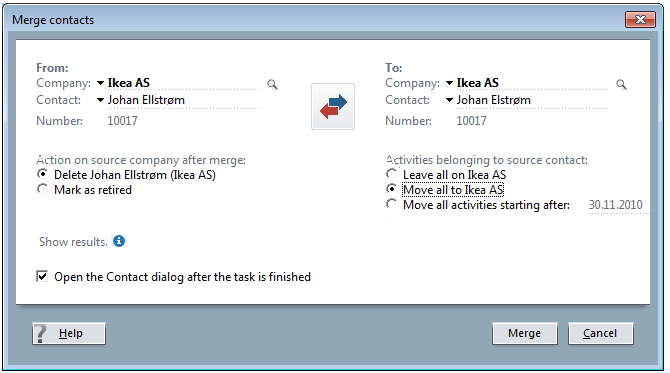 Merge contacts
From:
Company: Ikea AS
Contact: Johan Ellstrøm
Number: 10017
To:
Company: Ikea AS
Contact: Johan Ellstrøm
Number: 10017
Action on source company after merge:
Delete Johan Ellstrøm (Ikea AS)
Mark as retired
Activities belonging to source contact:
Leave all on Ikea AS
Move all to Ikea AS
Move all activities starting after: 30.11.2010
Show results.
Open the Contact dialog after the task is finished
? Help
Merge
Cancel